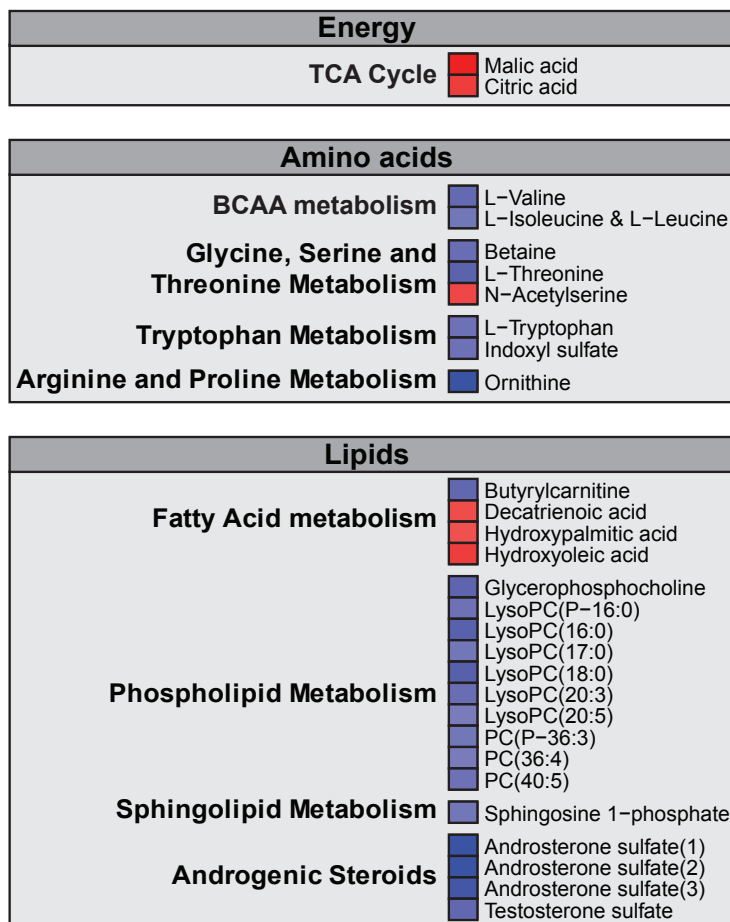 Energy
TCA Cycle
Malic acid
Citric acid
Amino acids
BCAA metabolism
L−Valine
L−Isoleucine & L−Leucine
Glycine, Serine and
Threonine Metabolism
Betaine
L−Threonine
N−Acetylserine
Tryptophan Metabolism
L−Tryptophan
Indoxyl sulfate
Arginine and Proline Metabolism
Ornithine
Lipids
Fatty Acid metabolism
Butyrylcarnitine
Decatrienoic acid
Hydroxypalmitic acid
Hydroxyoleic acid
Phospholipid Metabolism
Glycerophosphocholine
LysoPC(P−16:0)
LysoPC(16:0)
LysoPC(17:0)
LysoPC(18:0)
LysoPC(20:3)
LysoPC(20:5)
PC(P−36:3)
PC(36:4)
PC(40:5)
Sphingolipid Metabolism
Sphingosine 1−phosphate
Androgenic Steroids
Androsterone sulfate(1)
Androsterone sulfate(2)
Androsterone sulfate(3)
Testosterone sulfate